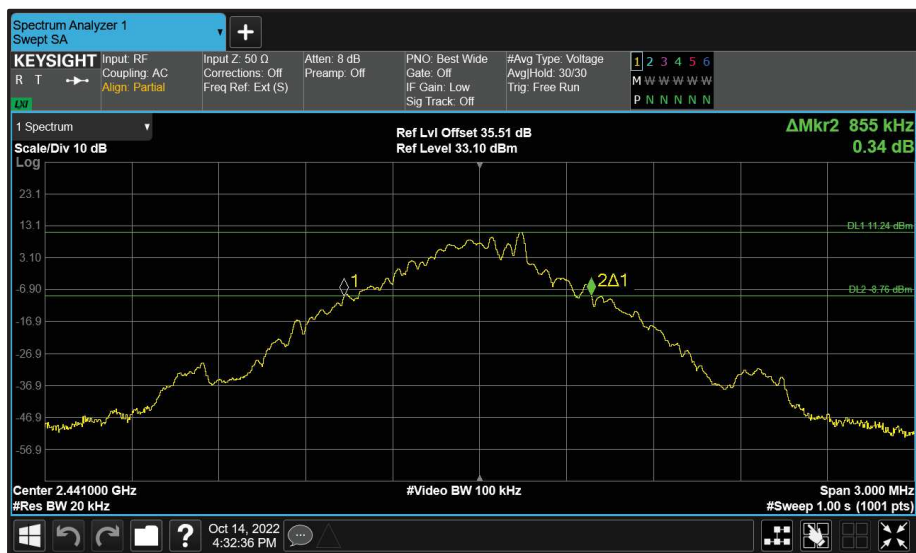 Spectrum Analyzer 1
Swept SA
+
KEYSIGHT
R T
LXI
Input: RF
Coupling: AC
Align: Partial
Input Z: 50 Ω
Corrections: Off
Freq Ref: Ext (S)
Atten: 8 dB
Preamp: Off
PNO: Best Wide
Gate: Off
IF Gain: Low
Sig Track: Off
#Avg Type: Voltage
Avg|Hold: 30/30
Trig: Free Run
1 2 3 4 5 6
M W W W W W
P N N N N N
1 Spectrum
Scale/Div 10 dB
Log
Ref Lvl Offset 35.51 dB
Ref Level 33.10 dBm
ΔMkr2 855 kHz
0.34 dB
23.1
13.1
DL1 11.24 dBm
3.10
1
2Δ1
-6.90
DL2 -8.76 dBm
-16.9
-26.9
-36.9
-46.9
-56.9
Center 2.441000 GHz
#Video BW 100 kHz
Span 3.000 MHz
#Res BW 20 kHz
#Sweep 1.00 s (1001 pts)
?
Oct 14, 2022
4:32:36 PM